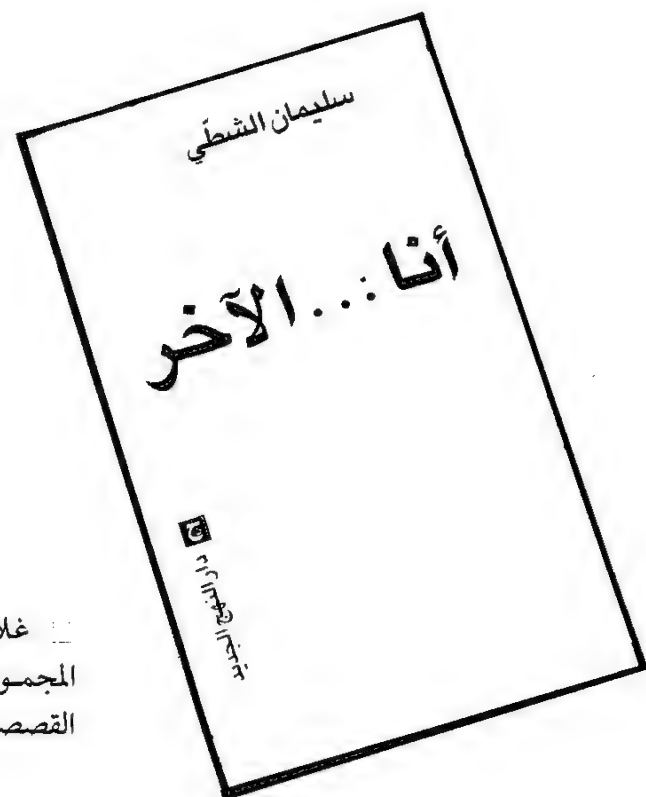 سليمان الشطّي
أنا ... الآخر
دار النهج الجديد
غلا
المجمو
القصص